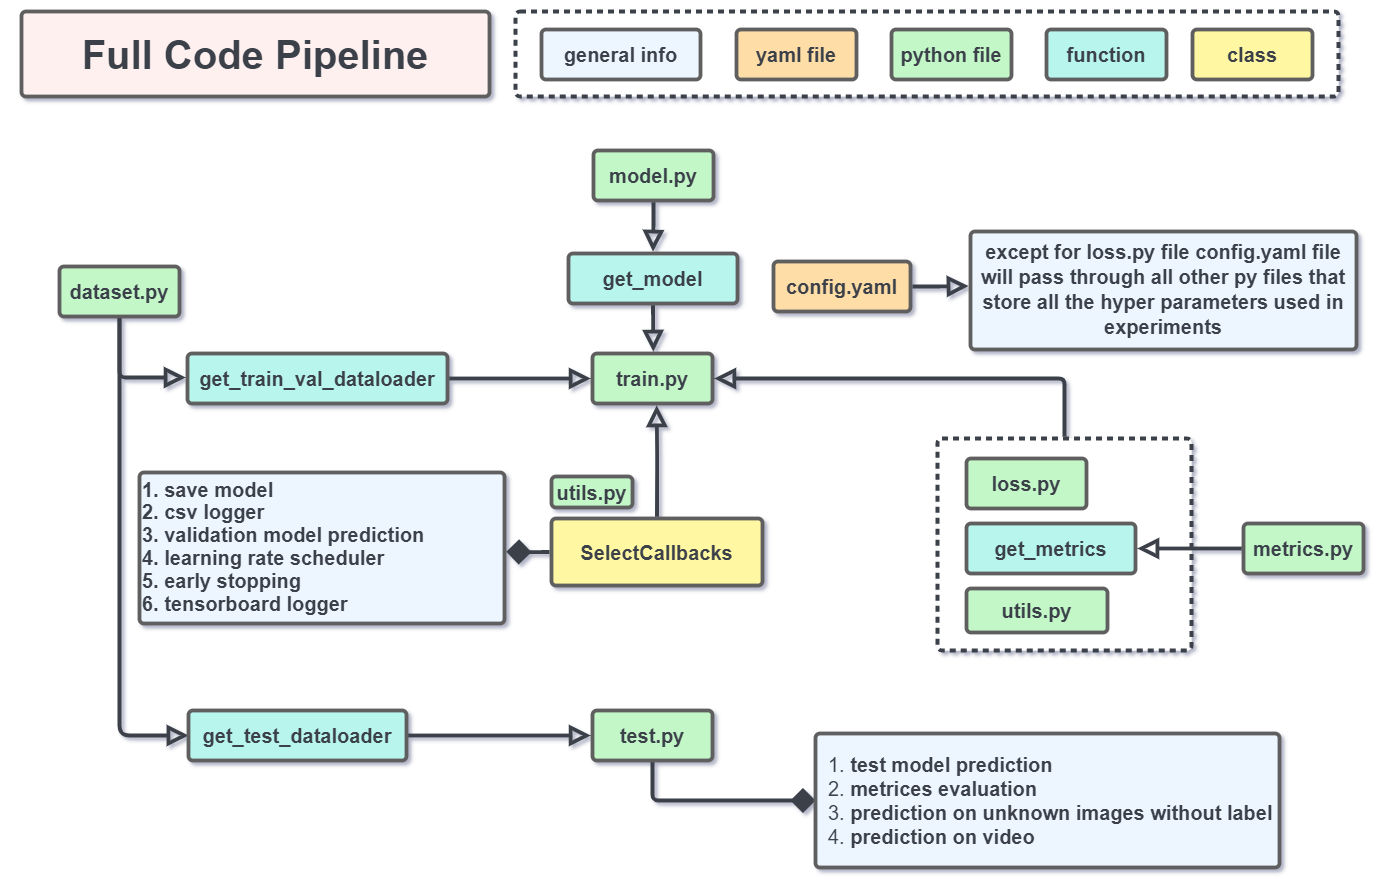 Full Code Pipeline
general info
yaml file
python file
function
class
model.py
get_model
dataset.py
config.yaml
except for loss.py file config.yaml file
will pass through all other py files that
store all the hyper parameters used in
experiments
get_train_val_dataloader
train.py
1. save model
2. csv logger
3. validation model prediction
4. learning rate scheduler
5. early stopping
6. tensorboard logger
utils.py
SelectCallbacks
loss.py
get_metrics
utils.py
metrics.py
get_test_dataloader
test.py
1. test model prediction
2. metrices evaluation
3. prediction on unknown images without label
4. prediction on video